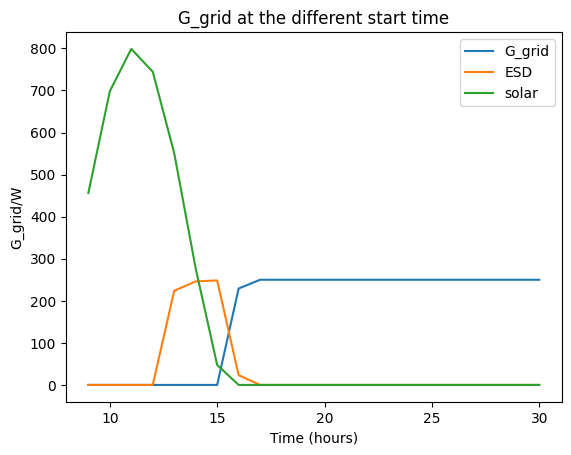 G_grid at the different start time
G_grid
ESD
solar
G_grid/W
800
700
600
500
400
300
200
100
0
10
15
20
25
30
Time (hours)